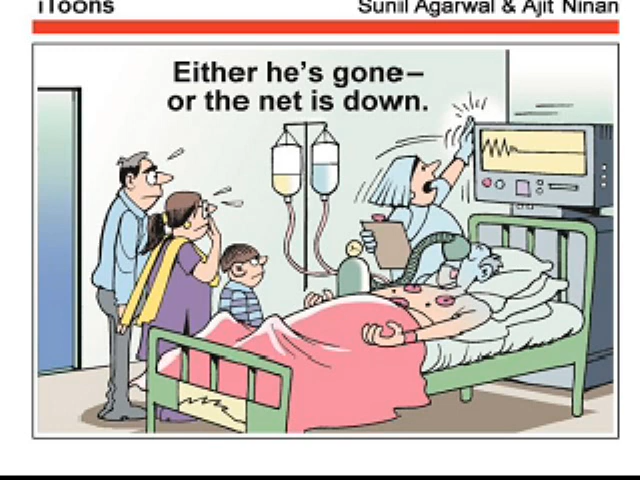 iToons
Sunil Agarwal & Ajit Ninan
Either he's gone–
or the net is down.